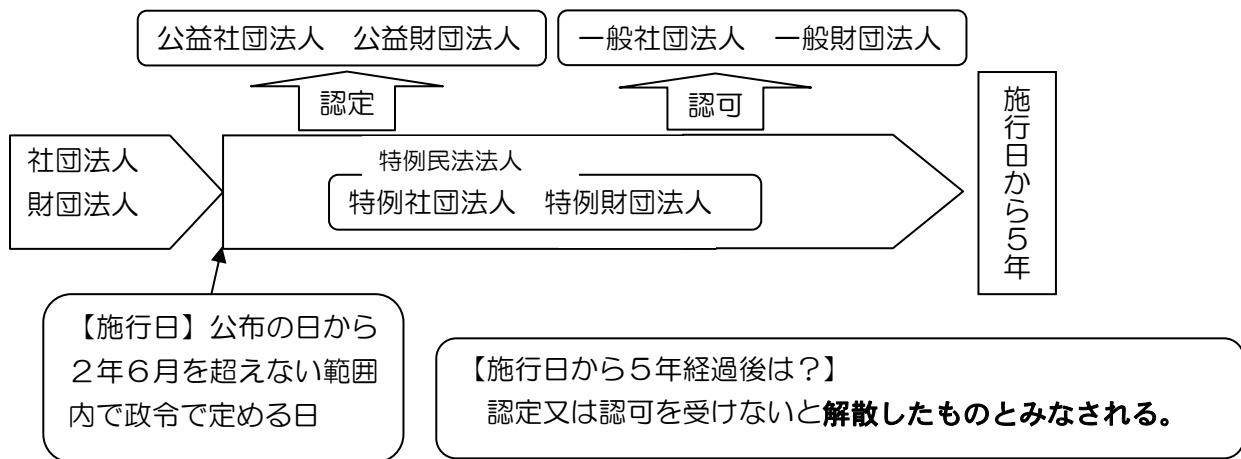 公益社団法人　公益財団法人
一般社団法人　一般財団法人
認定
認可
施行日から５年
社団法人
財団法人
特例民法法人
特例社団法人　特例財団法人
【施行日】公布の日から
２年６月を超えない範囲
内で政令で定める日
【施行日から５年経過後は？】
認定又は認可を受けないと解散したものとみなされる。